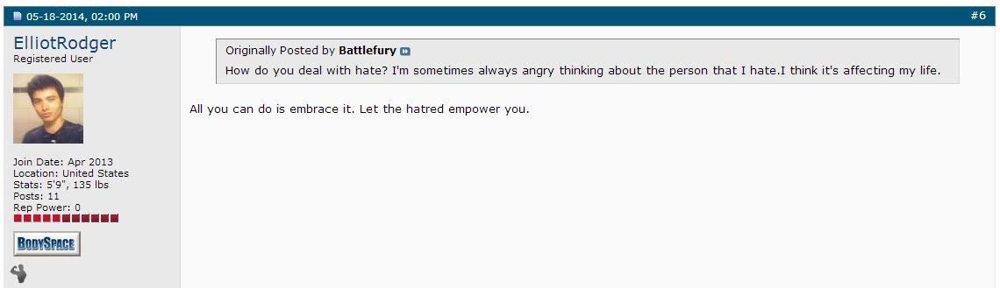 05-18-2014, 02:00 PM
#6
ElliotRodger
Registered User
Join Date: Apr 2013
Location: United States
Stats: 5'9", 135 lbs
Posts: 11
Rep Power: 0
BODYSPACE
Originally Posted by Battlefury
How do you deal with hate? I'm sometimes always angry thinking about the person that I hate.I think it's affecting my life.
All you can do is embrace it. Let the hatred empower you.